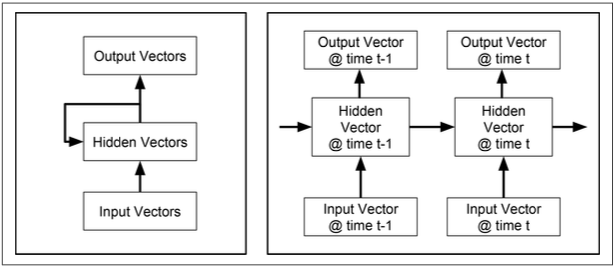 Output Vectors
Hidden Vectors
Input Vectors
Output Vector
@ time t-1
Hidden
Vector
@ time t-1
Input Vector
@ time t-1
Output Vector
@ time t
Hidden
Vector
@ time t
Input Vector
@ time t